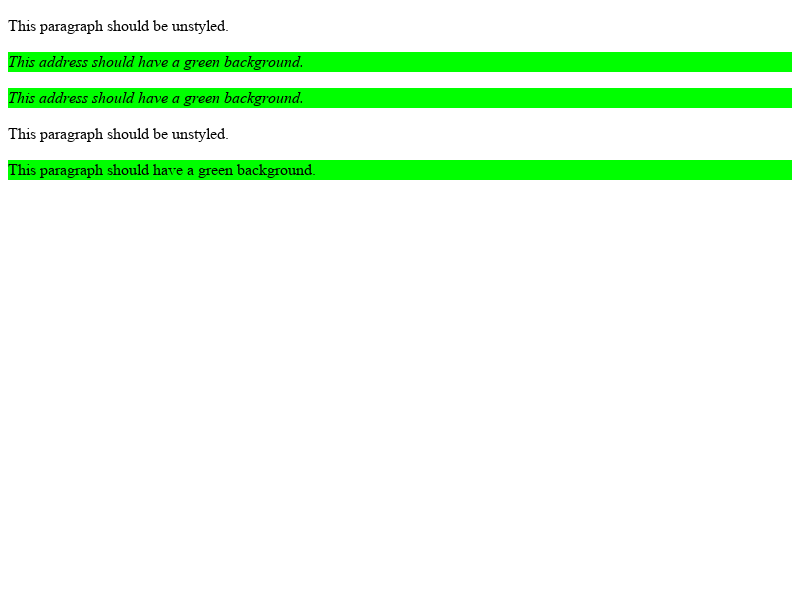 This paragraph should be unstyled.
This address should have a green background.
This address should have a green background.
This paragraph should be unstyled.
This paragraph should have a green background.